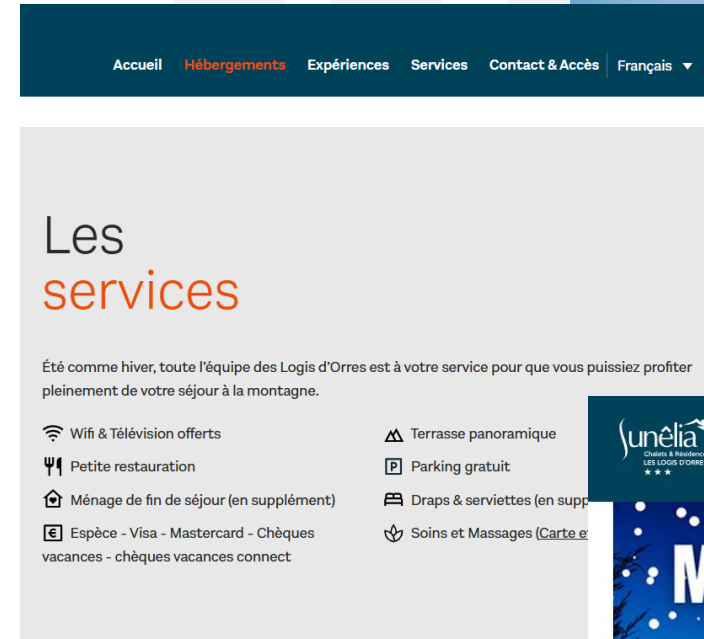 Accueil Hébergements Expériences Services Contact & Accès Français
Les
services
Été comme hiver, toute l'équipe des Logis d'Orres est à votre service pour que vous puissiez profiter
pleinement de votre séjour à la montagne.
Wifi & Télévision offerts
Petite restauration
Ménage de fin de séjour (en supplément)
Espèce - Visa - Mastercard - Chèques
vacances - chèques vacances connect
Terrasse panoramique
P Parking gratuit
Draps & serviettes (en supp
Soins et Massages (Carte
sunêlia
Chalets & Résidence
LES LOGIS D'ORRE
M